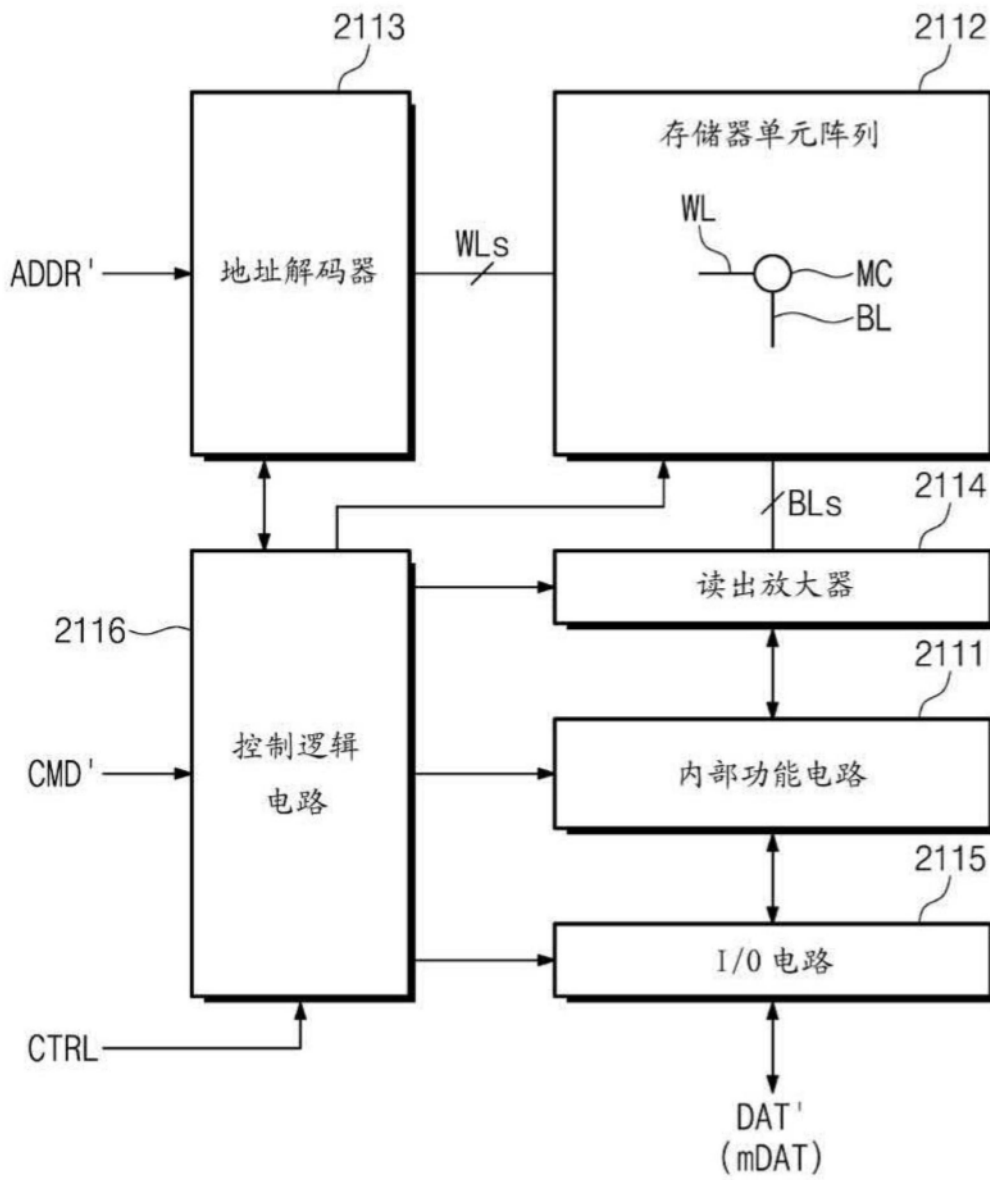 2113
2112
存储器单元阵列
WL
MC
BL
ADDR'
地址解码器
WLs
BLs
2114
读出放大器
2116
2111
控制逻辑
电路
CMD'
内部功能电路
2115
I/O 电路
CTRL
DAT'
(mDAT)